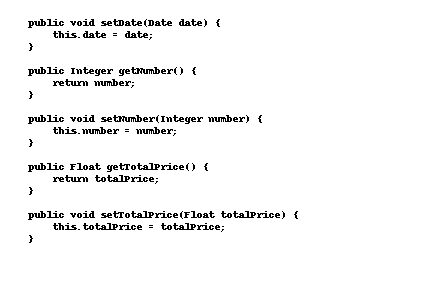 public void setDate(Date date) {
    this.date = date;
}

public Integer getNumber() {
    return number;
}

public void setNumber(Integer number) {
    this.number = number;
}

public Float getTotalPrice() {
    return totalPrice;
}

public void setTotalPrice(Float totalPrice) {
    this.totalPrice = totalPrice;
}